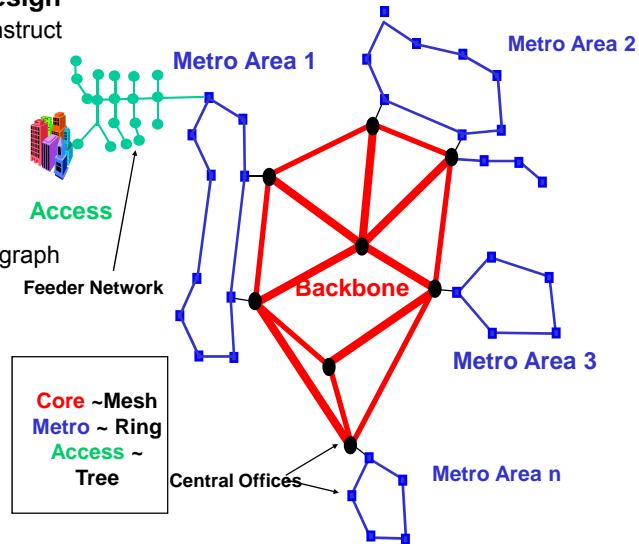 esign
nstruct
Metro Area 1
Metro Area 2
Access
graph
Feeder Network
Backbone
Metro Area 3
Core ~Mesh
Metro ~ Ring
Access ~
Tree
Central Offices
Metro Area n